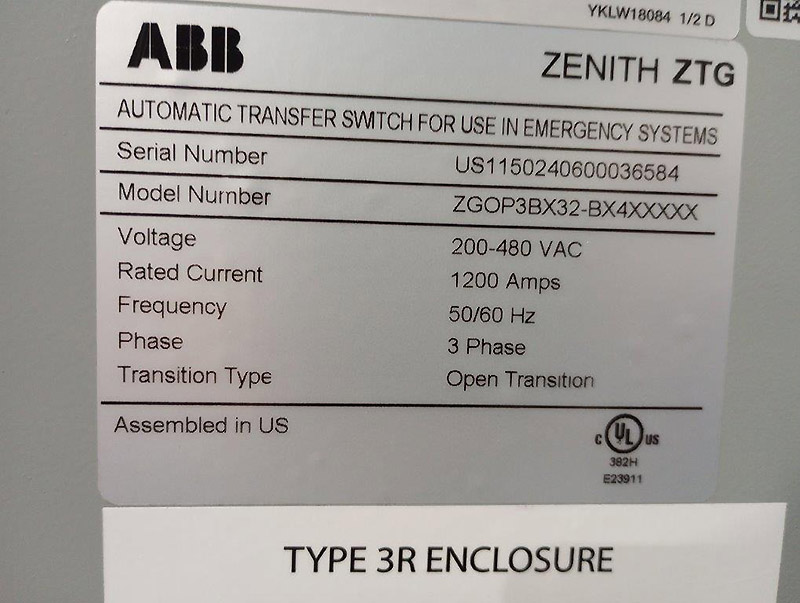 YKLW18084 1/2 D
ABB
ZENITH ZTG
AUTOMATIC TRANSFER SWITCH FOR USE IN EMERGENCY SYSTEMS
Serial Number US1150240600036584
Model Number ZGOP3BX32-BX4XXXXX
Voltage 200-480 VAC
Rated Current 1200 Amps
Frequency 50/60 Hz
Phase 3 Phase
Transition Type Open Transition
Assembled in US
C UL US
382H
E23911
TYPE 3R ENCLOSURE